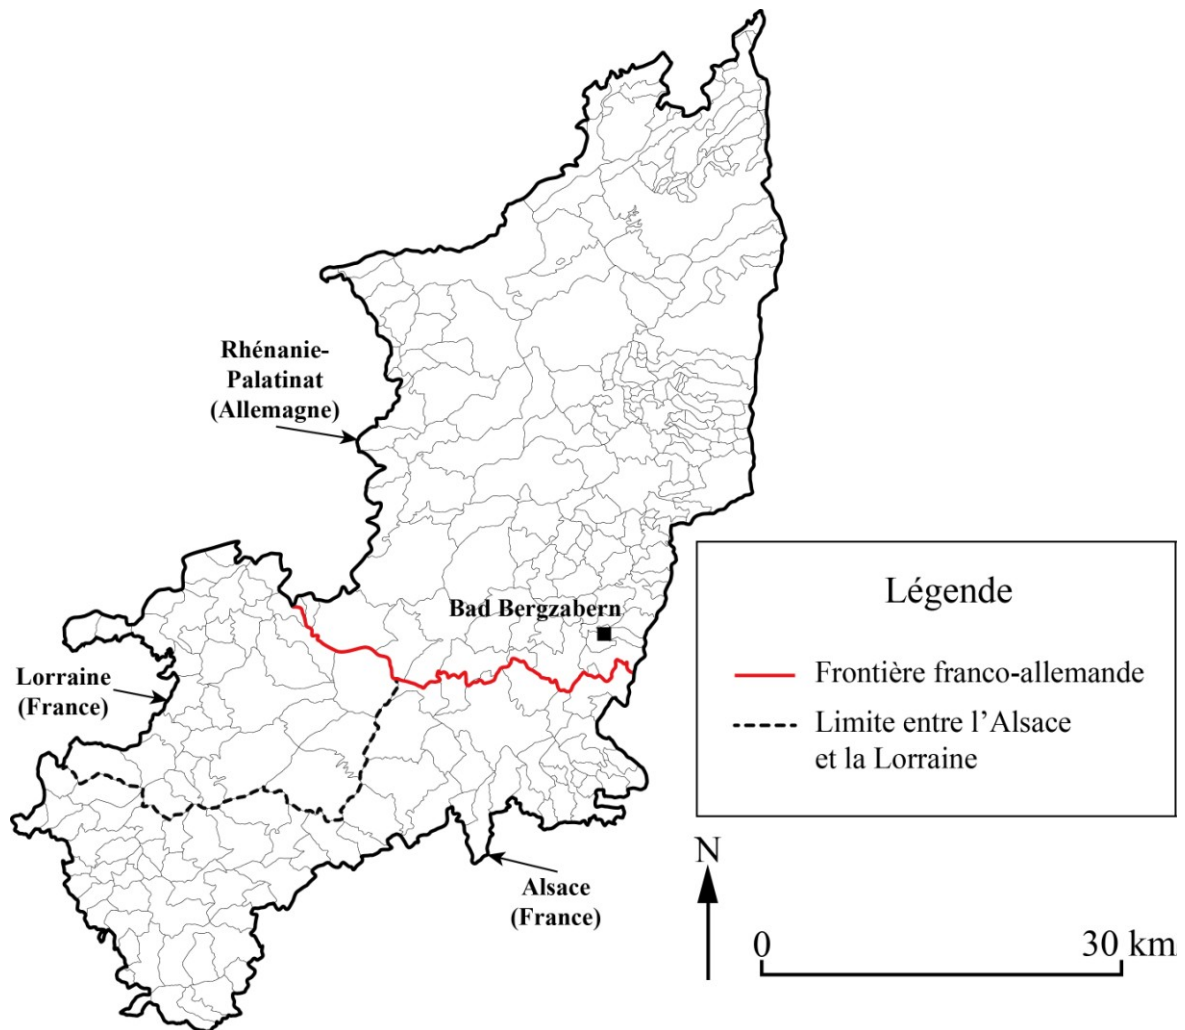 Rhénanie-
Palatinat
(Allemagne)
Bad Bergzabern
Lorraine
(France)
Alsace
(France)
Légende
Frontière franco-allemande
Limite entre l'Alsace
et la Lorraine
N
0
30 km